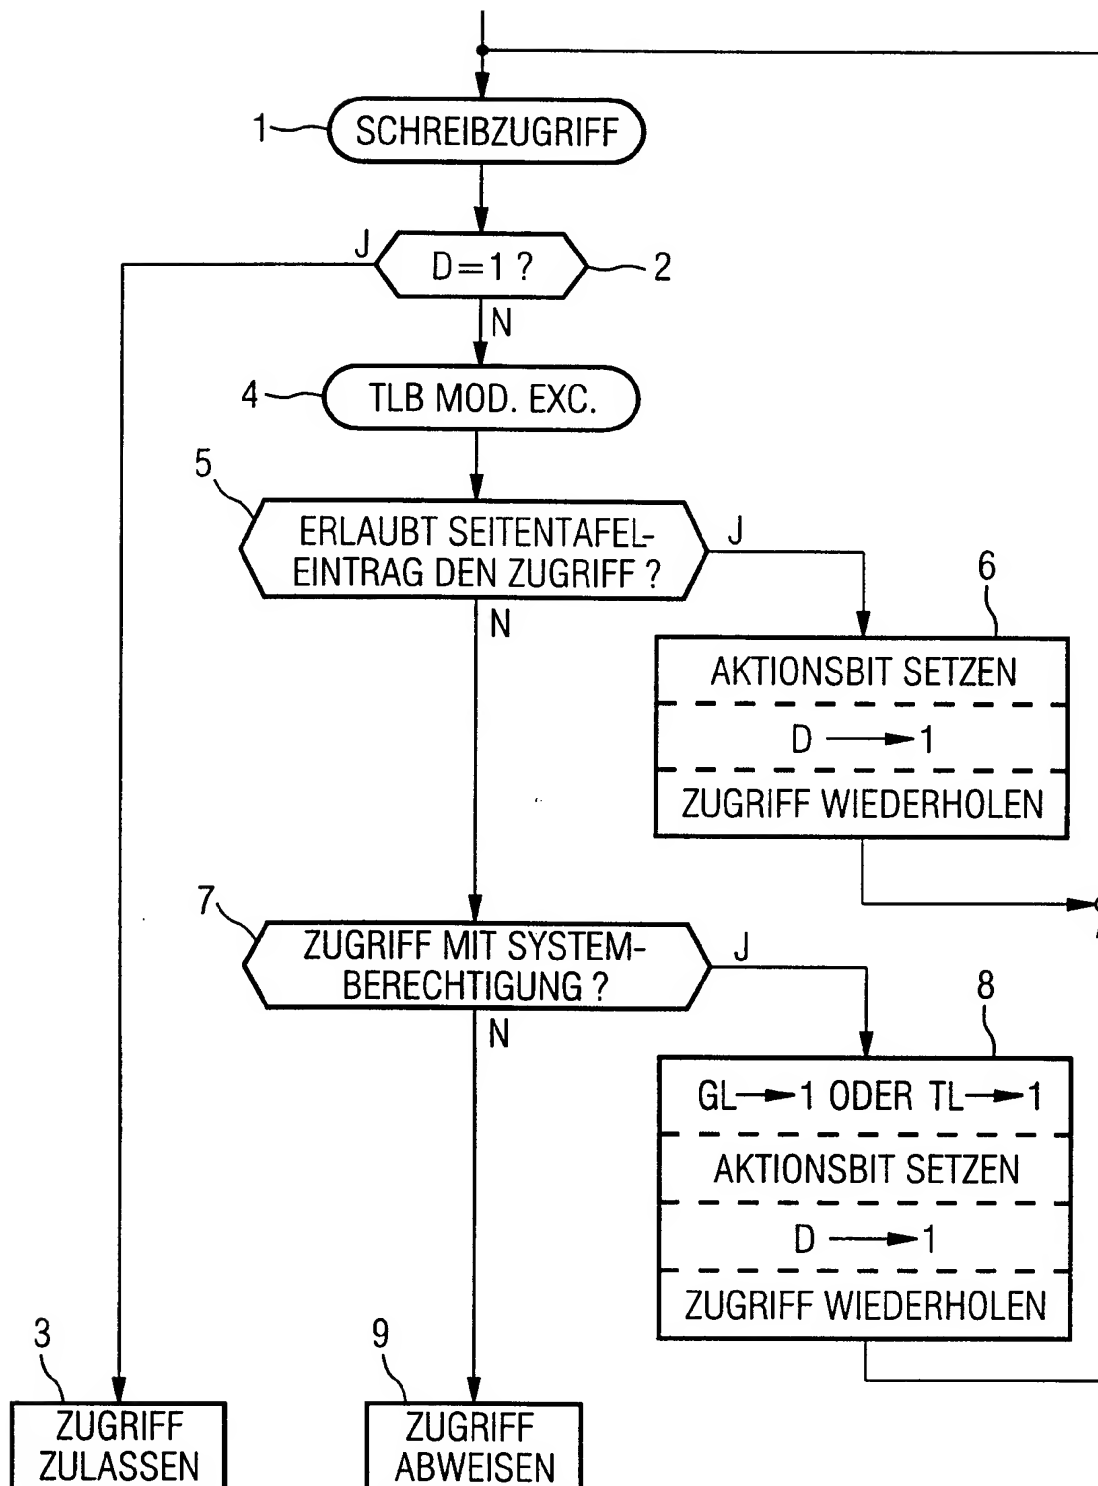 1 SCHREIBZUGRIFF
J
D=1 ? 2
N
4 TLB MOD. EXC.
5
ERLAUBT SEITENTAFEL-
EINTRAG DEN ZUGRIFF ?
J
N
6
AKTIONSBIT SETZEN
D → 1
ZUGRIFF WIEDERHOLEN
7
ZUGRIFF MIT SYSTEM-
BERECHTIGUNG ?
J
N
8
GL → 1 ODER TL → 1
AKTIONSBIT SETZEN
D → 1
ZUGRIFF WIEDERHOLEN
3
ZUGRIFF
ZULASSEN
9
ZUGRIFF
ABWEISEN